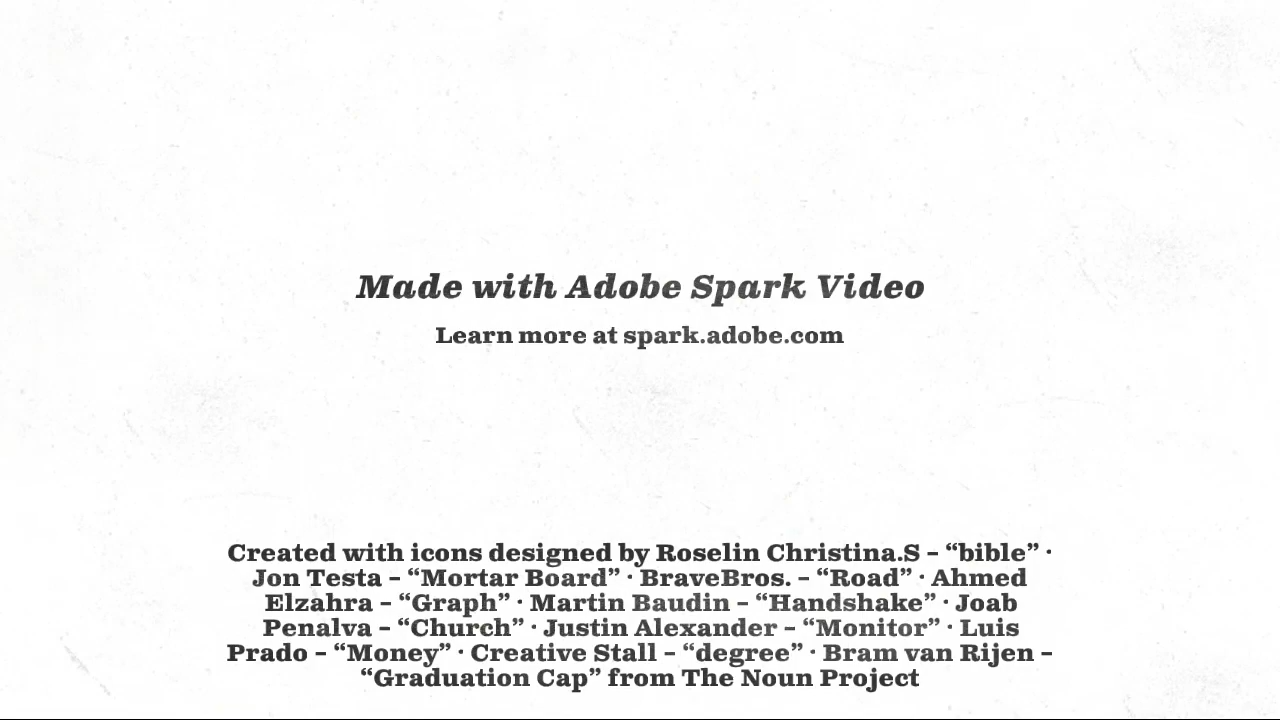 Made with Adobe Spark Video
Learn more at spark.adobe.com
Created with icons designed by Roselin Christina.S – “bible” ·
Jon Testa – “Mortar Board” · BraveBros. – “Road” · Ahmed
Elzahra – “Graph” · Martin Baudin – “Handshake” · Joab
Penalva – “Church” · Justin Alexander – “Monitor” · Luis
Prado – “Money” · Creative Stall – “degree” · Bram van Rijen –
“Graduation Cap” from The Noun Project